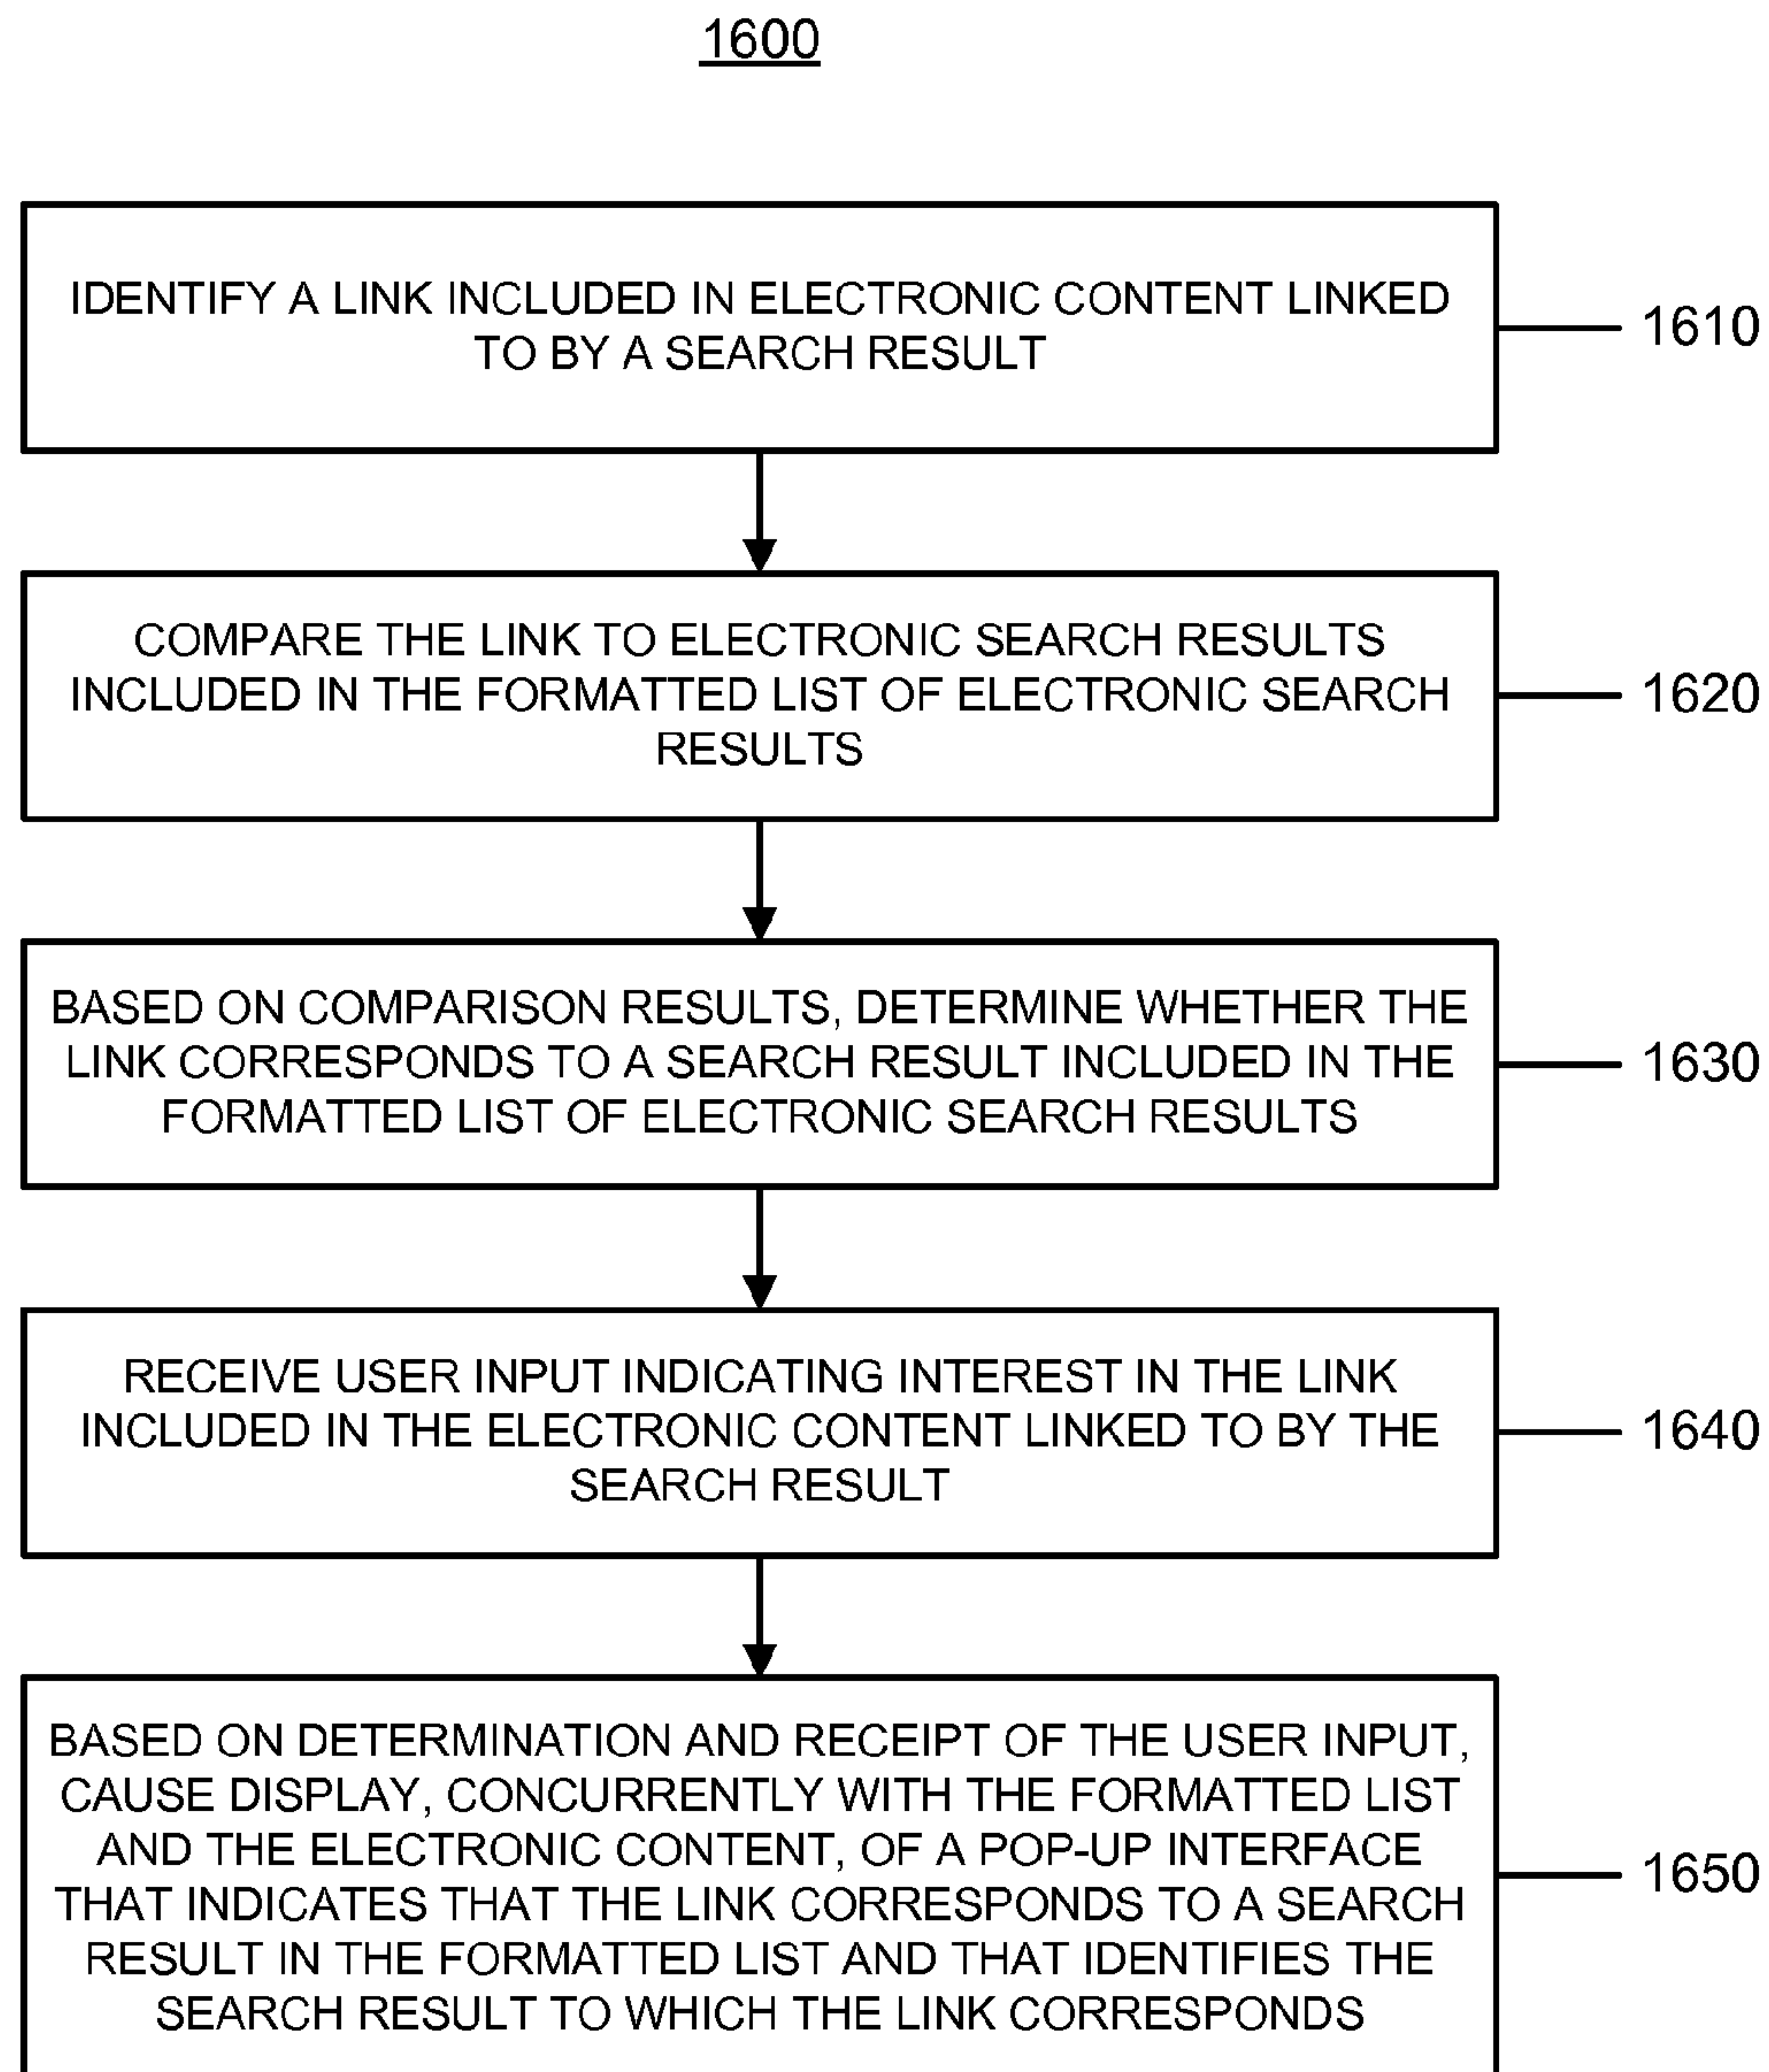 1600
IDENTIFY A LINK INCLUDED IN ELECTRONIC CONTENT LINKED
TO BY A SEARCH RESULT
1610
COMPARE THE LINK TO ELECTRONIC SEARCH RESULTS
INCLUDED IN THE FORMATTED LIST OF ELECTRONIC SEARCH
RESULTS
1620
BASED ON COMPARISON RESULTS, DETERMINE WHETHER THE
LINK CORRESPONDS TO A SEARCH RESULT INCLUDED IN THE
FORMATTED LIST OF ELECTRONIC SEARCH RESULTS
1630
RECEIVE USER INPUT INDICATING INTEREST IN THE LINK
INCLUDED IN THE ELECTRONIC CONTENT LINKED TO BY THE
SEARCH RESULT
1640
BASED ON DETERMINATION AND RECEIPT OF THE USER INPUT,
CAUSE DISPLAY, CONCURRENTLY WITH THE FORMATTED LIST
AND THE ELECTRONIC CONTENT, OF A POP-UP INTERFACE
THAT INDICATES THAT THE LINK CORRESPONDS TO A SEARCH
RESULT IN THE FORMATTED LIST AND THAT IDENTIFIES THE
SEARCH RESULT TO WHICH THE LINK CORRESPONDS
1650